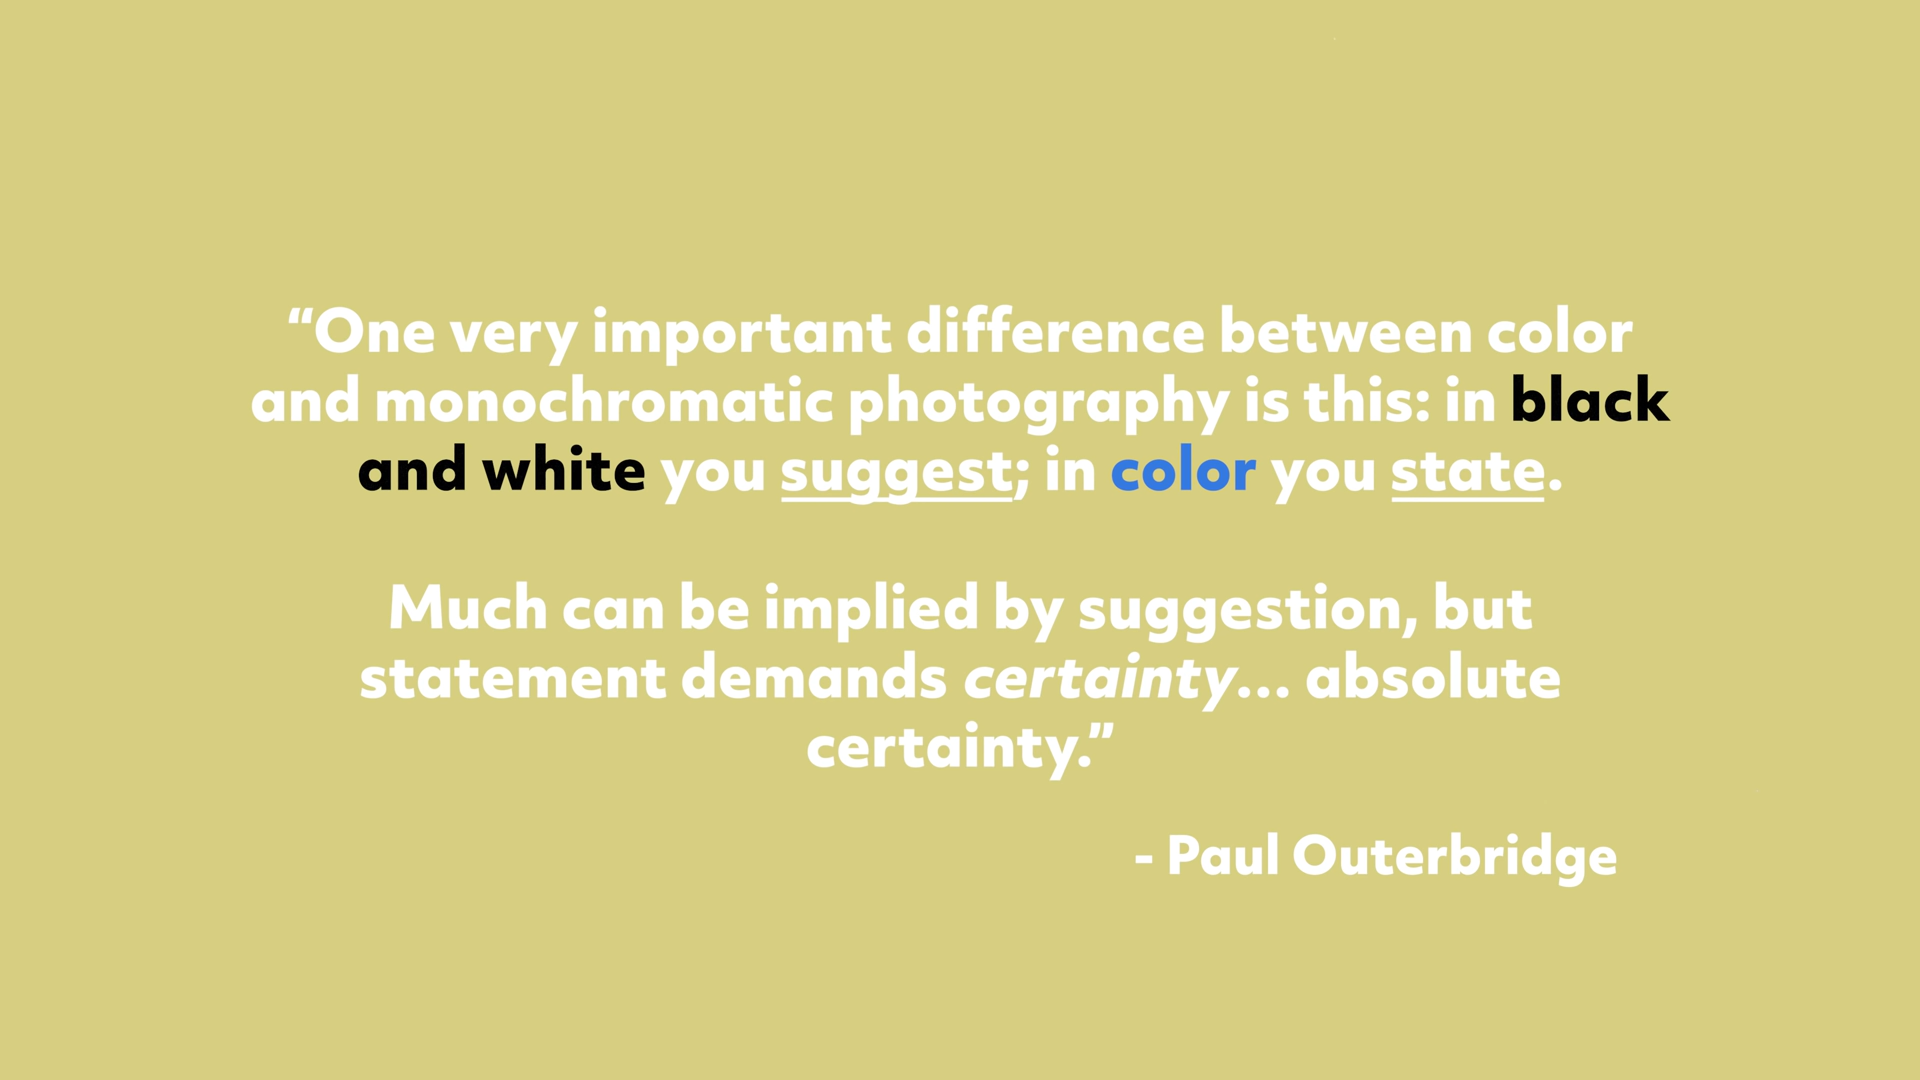 “One very important difference between color
and monochromatic photography is this: in black
and white you suggest; in color you state.
Much can be implied by suggestion, but
statement demands certainty... absolute
certainty.”
- Paul Outerbridge